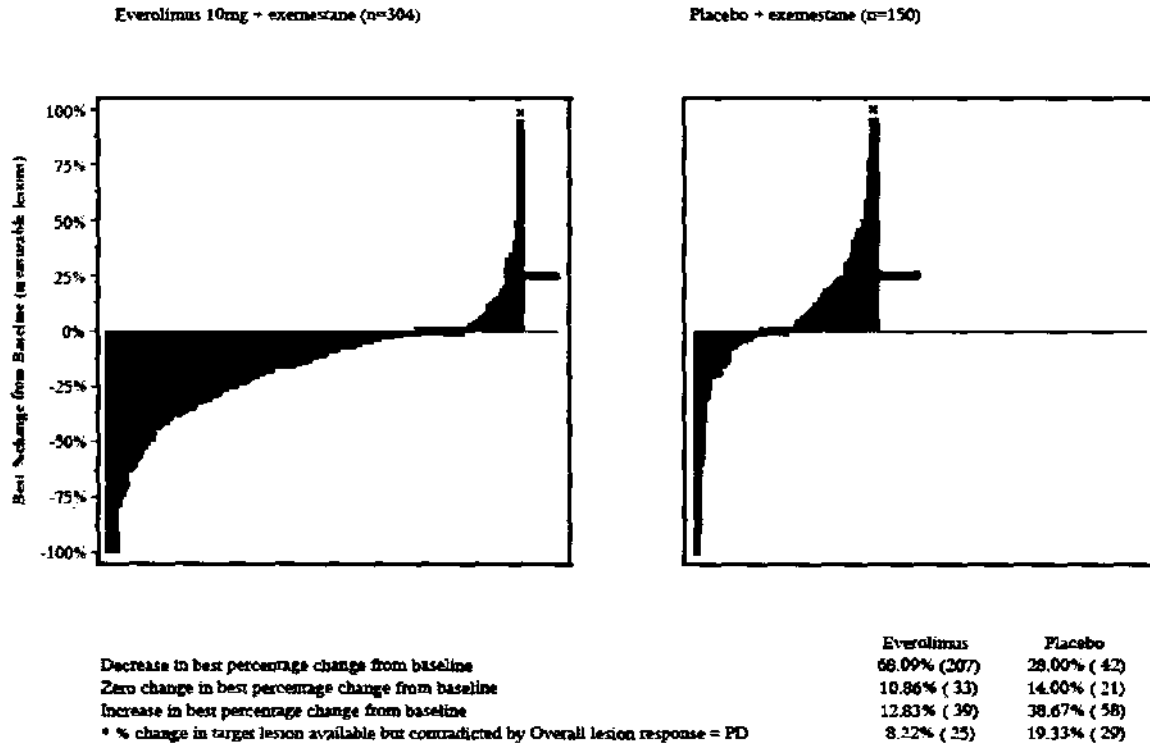 Everolimus 10mg + exemestane (n=304)
Placebo + exemestane (n=150)
Best %change from Baseline (measurable lesions)
100%
75%
50%
25%
0%
-25%
-50%
-75%
-100%
*
*
Everolimus Placebo
Decrease in best percentage change from baseline 68.09% (207) 28.00% ( 42)
Zero change in best percentage change from baseline 10.86% ( 33) 14.00% ( 21)
Increase in best percentage change from baseline 12.83% ( 39) 38.67% ( 58)
* % change in target lesion available but contradicted by Overall lesion response = PD 8.22% ( 25) 19.33% ( 29)